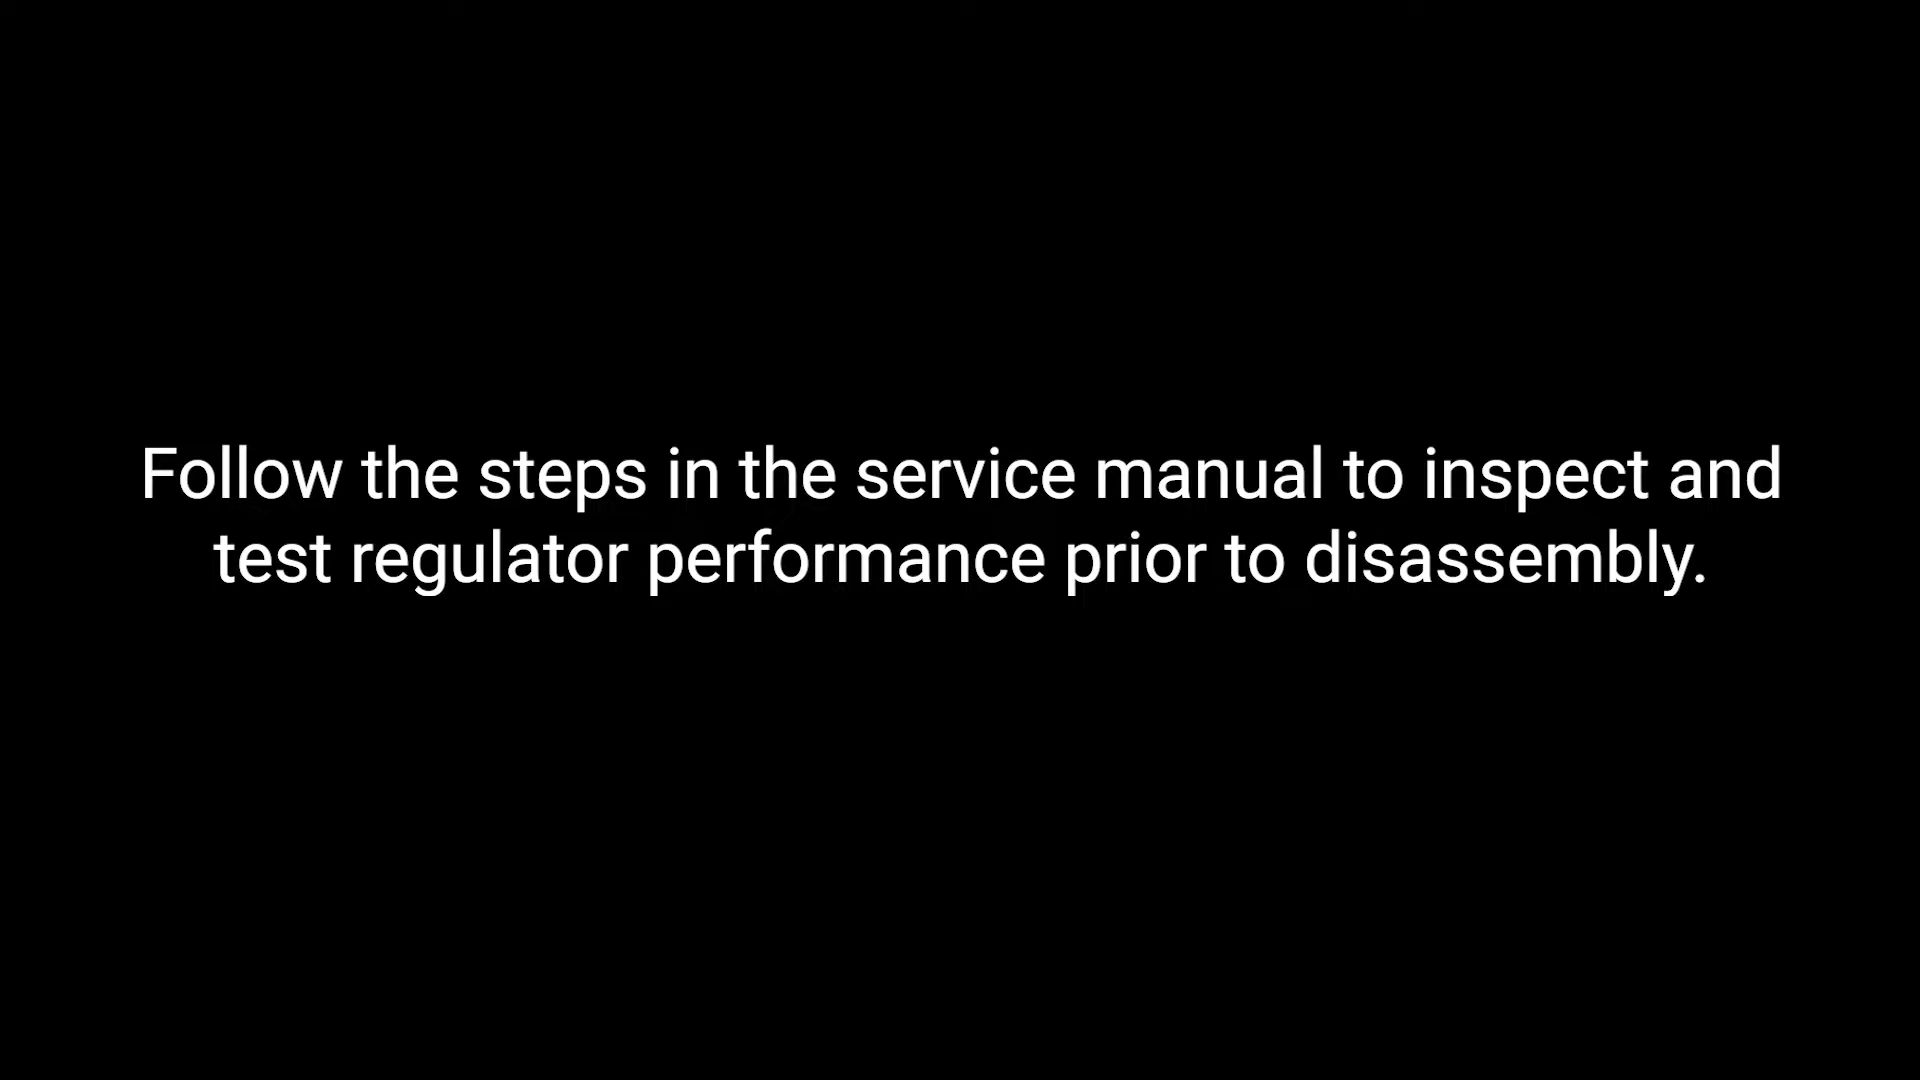 Follow the steps in the service manual to inspect and
test regulator performance prior to disassembly.